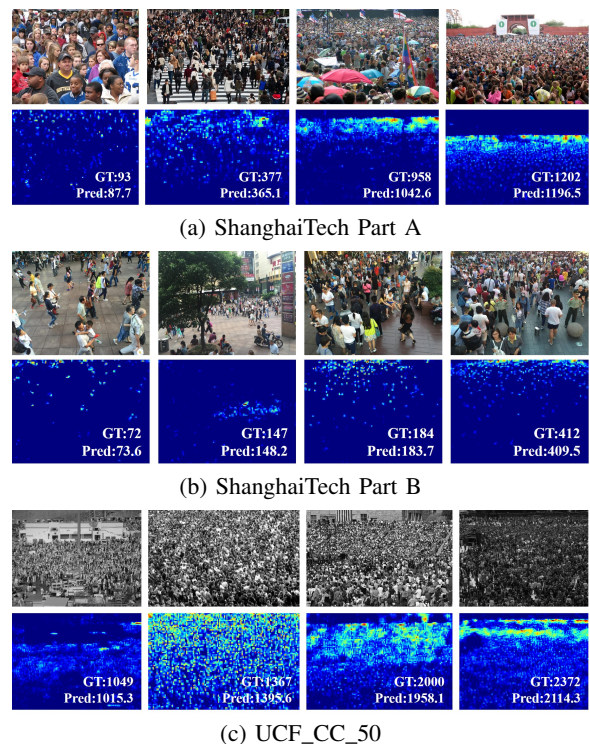 GT:93
Pred:87.7
GT:377
Pred:365.1
GT:958
Pred:1042.6
GT:1202
Pred:1196.5
(a) ShanghaiTech Part A
GT:72
Pred:73.6
GT:147
Pred:148.2
GT:184
Pred:183.7
GT:412
Pred:409.5
(b) ShanghaiTech Part B
GT:1049
Pred:1015.3
GT:1367
Pred:1395.6
GT:2000
Pred:1958.1
GT:2372
Pred:2114.3
(c) UCF_CC_50